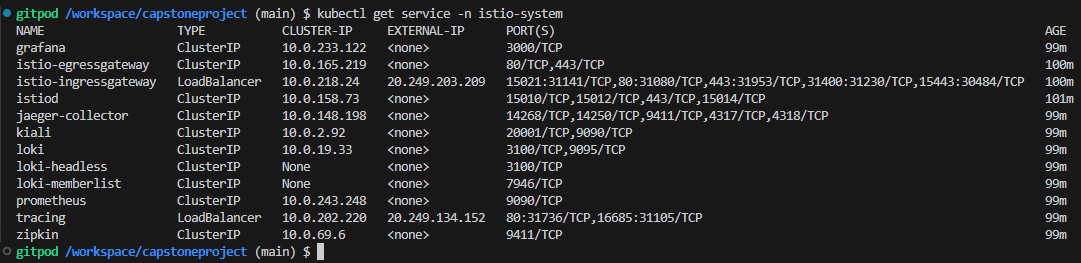 gitpod /workspace/capstoneproject (main) $ kubectl get service -n istio-system
NAME TYPE CLUSTER-IP EXTERNAL-IP PORT(S) AGE
grafana ClusterIP 10.0.233.122 <none> 3000/TCP 99m
istio-egressgateway ClusterIP 10.0.165.219 <none> 80/TCP,443/TCP 100m
istio-ingressgateway LoadBalancer 10.0.218.24 20.249.203.209 15021:31141/TCP,80:31080/TCP,443:31953/TCP,31400:31230/TCP,15443:30484/TCP 100m
istiod ClusterIP 10.0.158.73 <none> 15010/TCP,15012/TCP,443/TCP,15014/TCP 101m
jaeger-collector ClusterIP 10.0.148.198 <none> 14268/TCP,14250/TCP,9411/TCP,4317/TCP,4318/TCP 99m
kiali ClusterIP 10.0.2.92 <none> 20001/TCP,9090/TCP 99m
loki ClusterIP 10.0.19.33 <none> 3100/TCP,9095/TCP 99m
loki-headless ClusterIP None <none> 3100/TCP 99m
loki-memberlist ClusterIP None <none> 7946/TCP 99m
prometheus ClusterIP 10.0.243.248 <none> 9090/TCP 99m
tracing LoadBalancer 10.0.202.220 20.249.134.152 80:31736/TCP,16685:31105/TCP 99m
zipkin ClusterIP 10.0.69.6 <none> 9411/TCP 99m
gitpod /workspace/capstoneproject (main) $